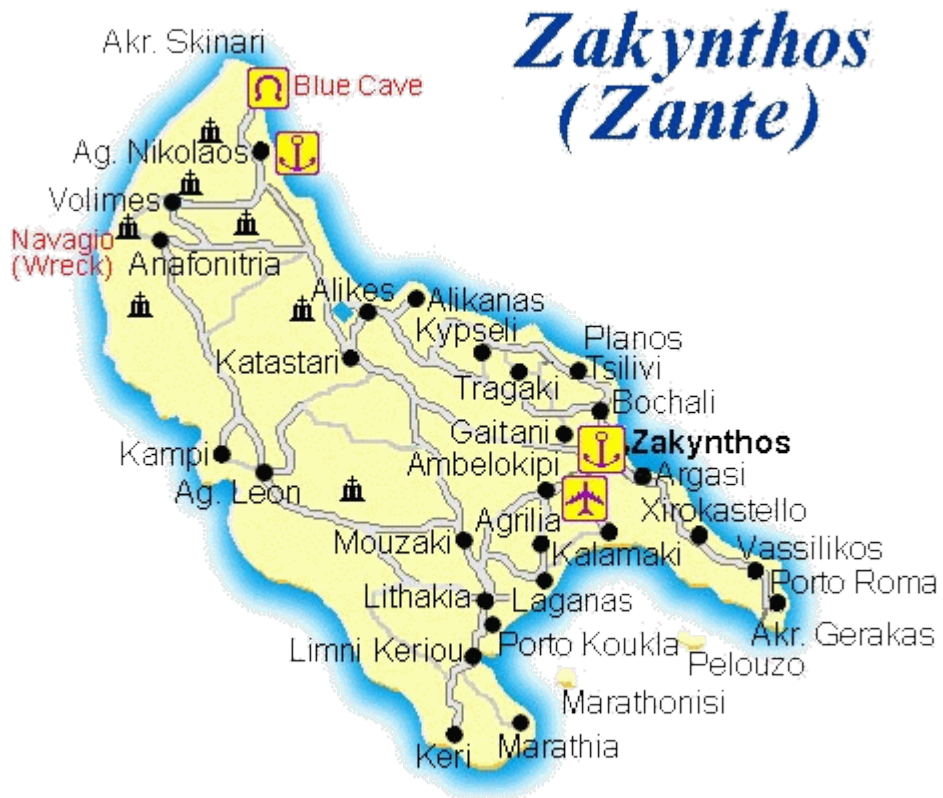 Zakynthos
(Zante)
Akr. Skinari
Blue Cave
Ag. Nikolaos
Volimes
Navagio
(Wreck)
Anafonitria
Alikes
Alikanas
Kypseli
Planos
Katastari
Tragaki
Tsilivi
Bochali
Gaitani
Zakynthos
Kampi
Ambelokipi
Argasi
Ag. Leon
Agrilia
Xirokastello
Mouzaki
Kalamaki
Vassilikos
Porto Roma
Lithakia
Laganas
Akr. Gerakas
Limni Keriou
Porto Koukla
Pelouzo
Marathonisi
Keri
Marathia